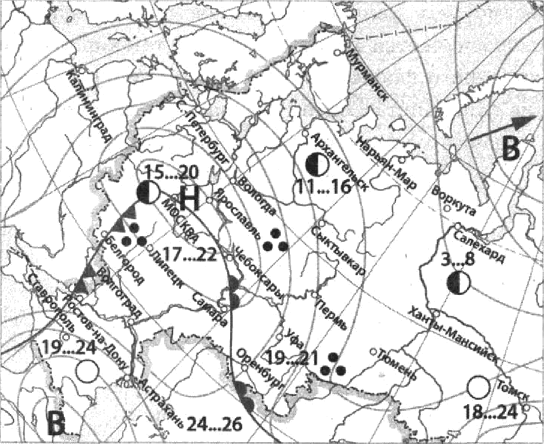 Мурманск
Калининград
С-Петербург
Архангельск
Нарьян-Мар
В
15...20
Н
Москва
Вологда
Ярославль
11...16
Воркута
Салехард
Сыктывкар
17...22
Чебоксары
3...8
Белгород
Липецк
Волгоград
Самара
Пермь
Ханты-Мансийск
Ставрополь
Ростов-на-Дону
Уфа
19...24
19...21
Оренбург
Тюмень
Томск
18...24
Астрахань
В
24...26